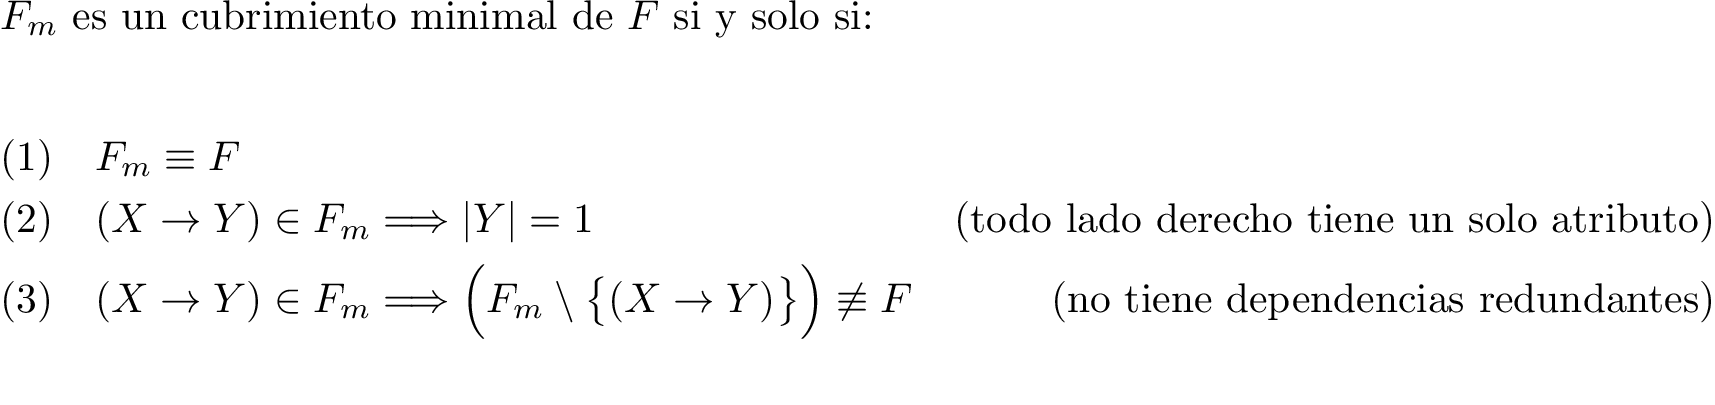 F_m es un cubrimiento minimal de F si y solo si:
(1) F_m ≡ F
(2) (X → Y) ∈ F_m ⟹ |Y| = 1 (todo lado derecho tiene un solo atributo)
(3) (X → Y) ∈ F_m ⟹ (F_m \ {(X → Y)}) ≢ F (no tiene dependencias redundantes)